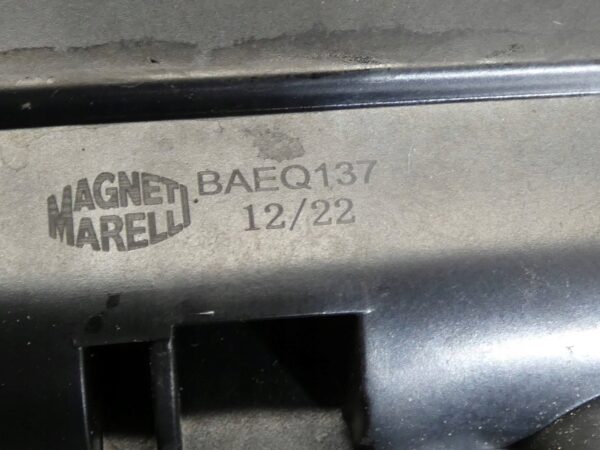 MAGNETI
MARELLI
BAEQ137
12/22